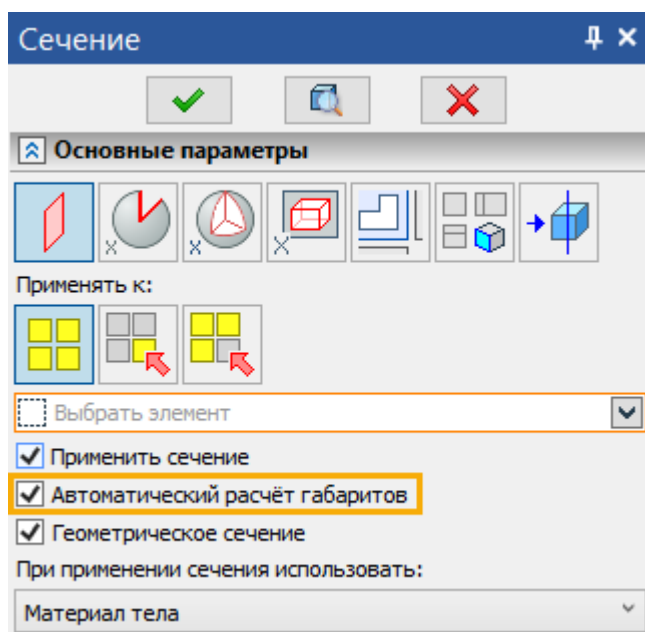 Сечение
Основные параметры
X
X
X
Применять к:
Выбрать элемент
Применить сечение
Автоматический расчёт габаритов
Геометрическое сечение
При применении сечения использовать:
Материал тела